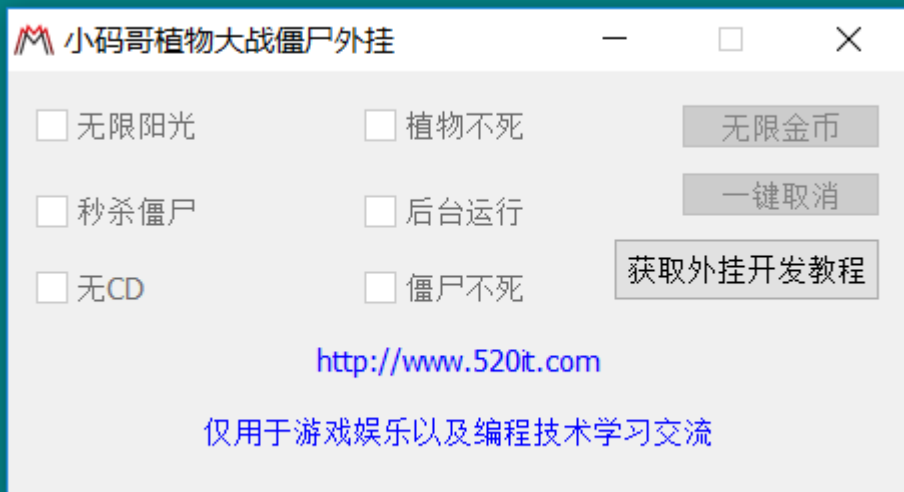 小码哥植物大战僵尸外挂
无限阳光 植物不死 无限金币
秒杀僵尸 后台运行 一键取消
无CD 僵尸不死 获取外挂开发教程
http://www.520it.com
仅用于游戏娱乐以及编程技术学习交流